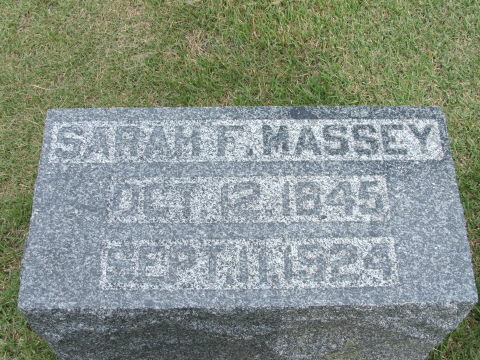 SARAH F. MASSEY
OCT. 12, 1845
SEPT. 11, 1924